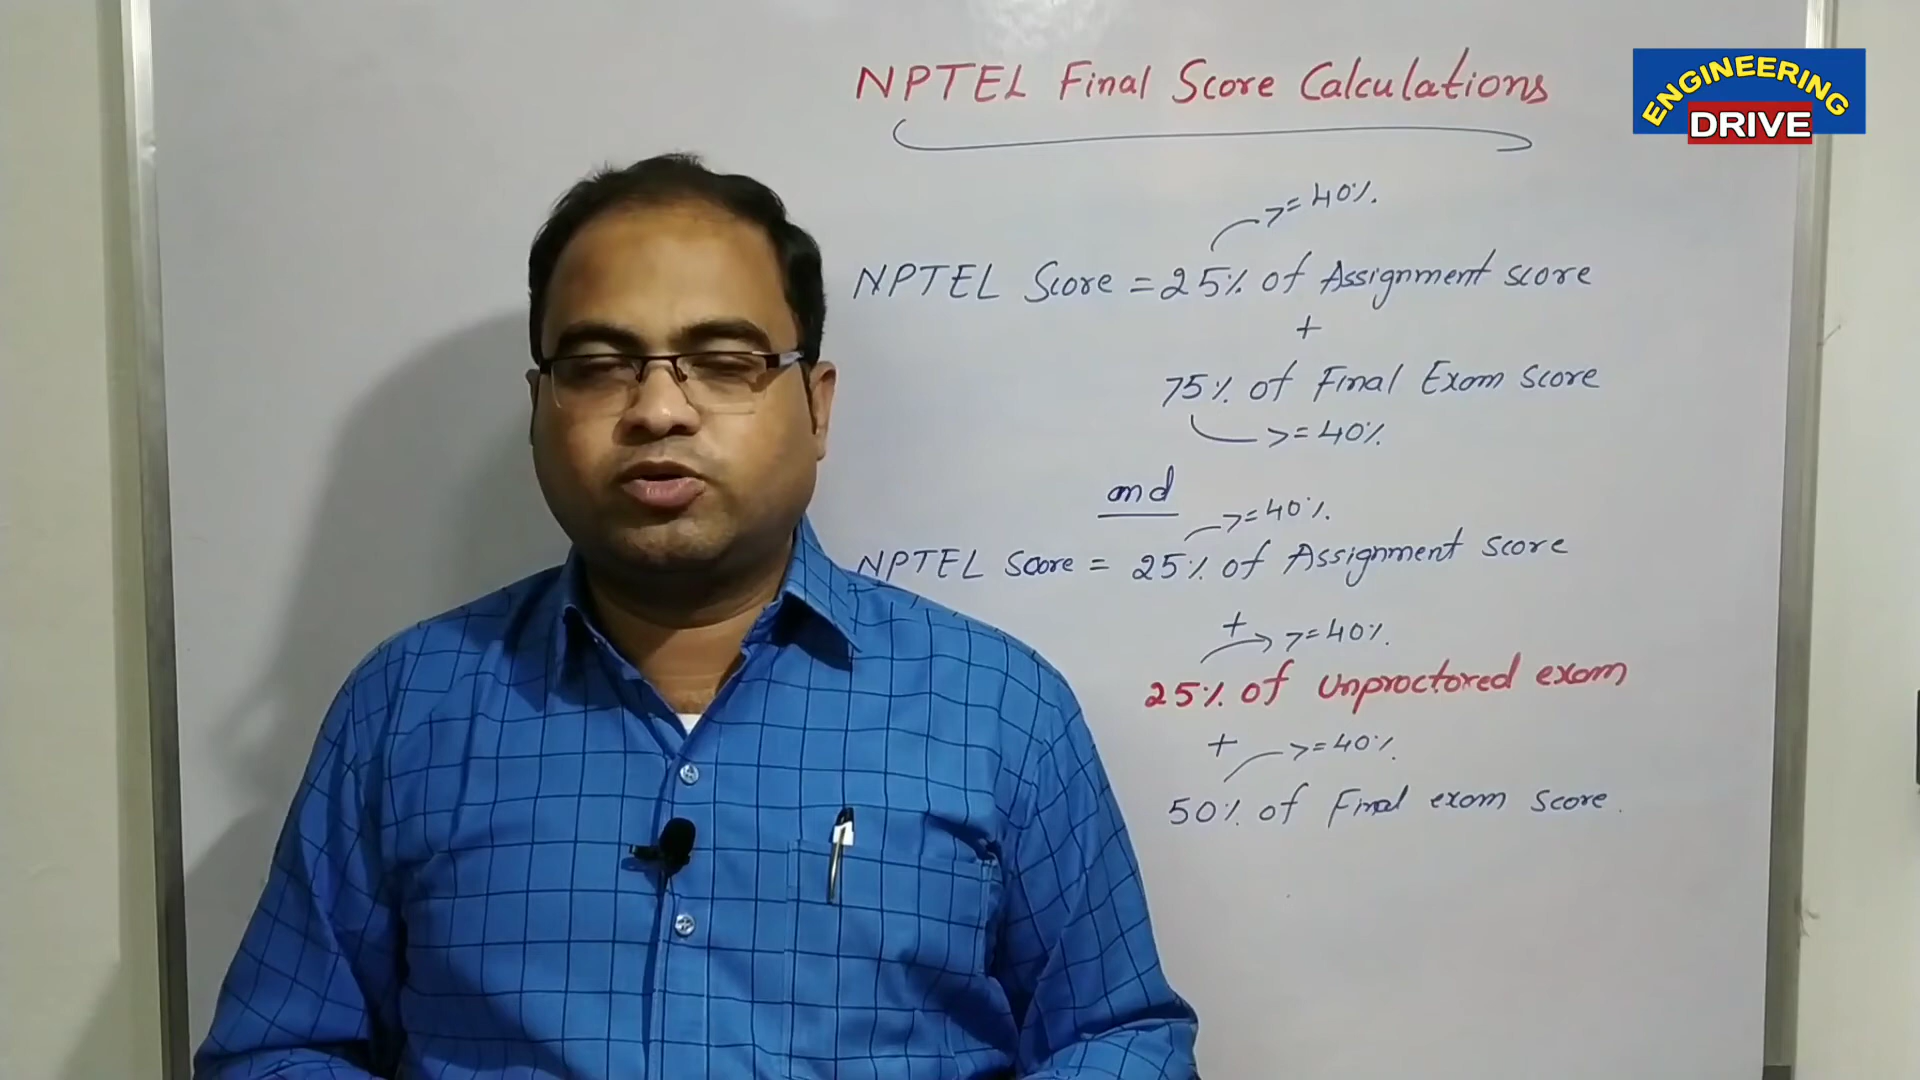 NPTEL Final Score Calculations
ENGINEERING
DRIVE
>=40%.
NPTEL Score = 25% of Assignment score
+
75% of Final Exam score
>=40%.
and
>=40%.
NPTEL score = 25% of Assignment score
+
>=40%.
25% of unproctored exam
+
>=40%.
50% of Final exam score.